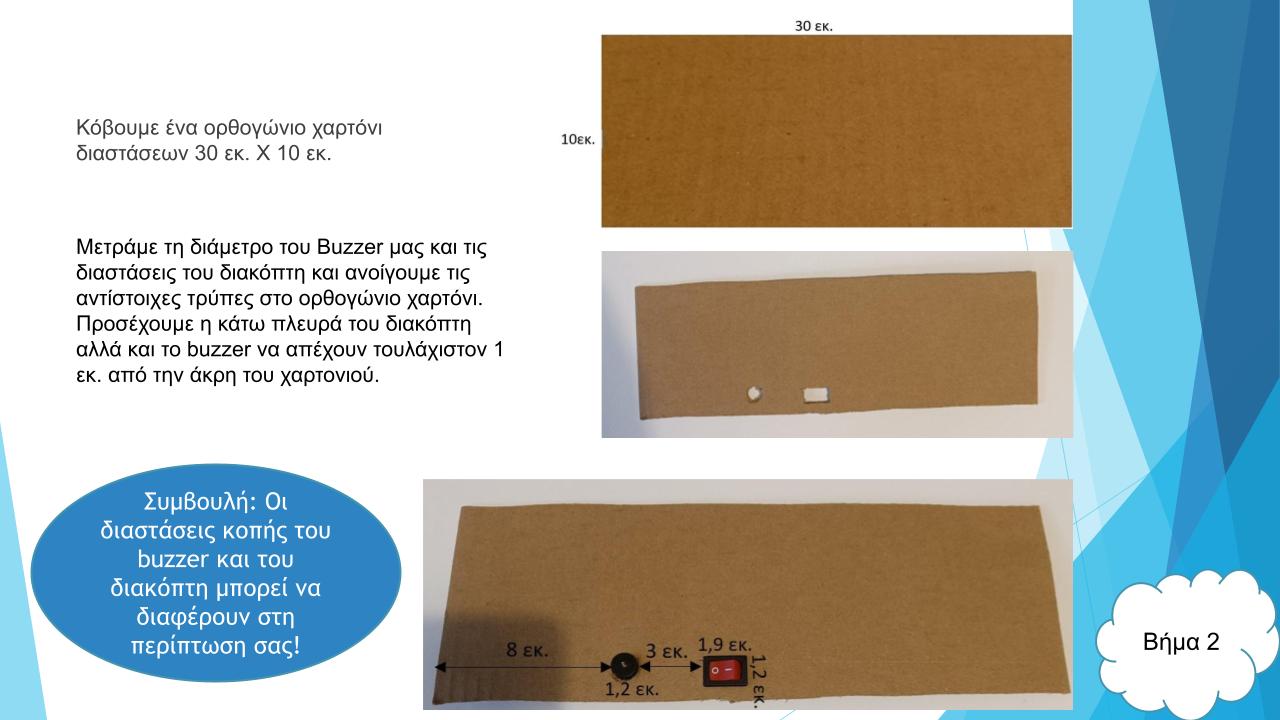 30 εκ.
10εκ.
Κόβουμε ένα ορθογώνιο χαρτόνι
διαστάσεων 30 εκ. Χ 10 εκ.
Μετράμε τη διάμετρο του Buzzer μας και τις
διαστάσεις του διακόπτη και ανοίγουμε τις
αντίστοιχες τρύπες στο ορθογώνιο χαρτόνι.
Προσέχουμε η κάτω πλευρά του διακόπτη
αλλά και το buzzer να απέχουν τουλάχιστον 1
εκ. από την άκρη του χαρτονιού.
Συμβουλή: Οι
διαστάσεις κοπής του
buzzer και του
διακόπτη μπορεί να
διαφέρουν στη
περίπτωση σας!
8 εκ.
3 εκ.
1,9 εκ.
1,2 εκ.
1,2 εκ.
Βήμα 2